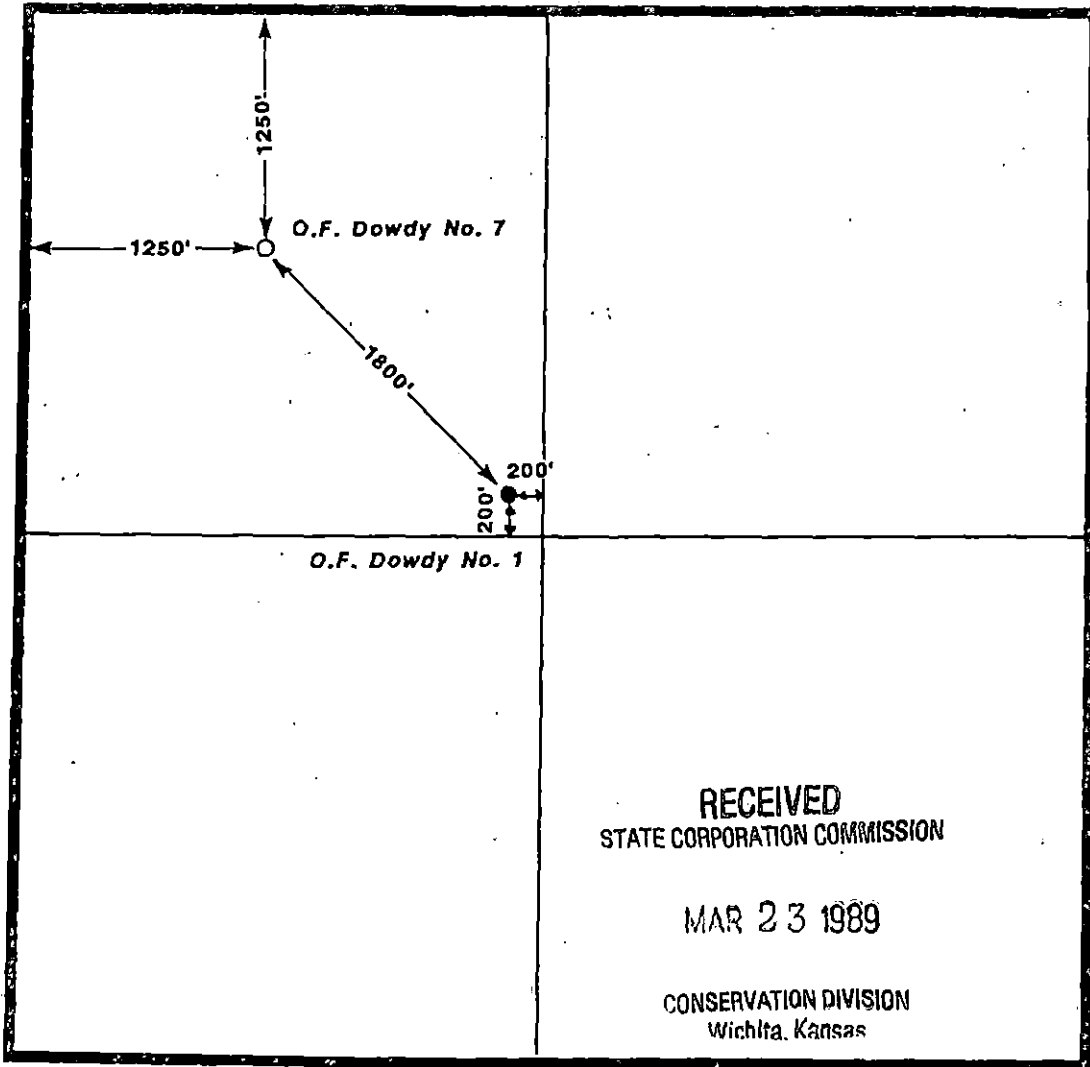 1250'
O.F. Dowdy No. 7
1250'
1800'
200'
200'
O.F. Dowdy No. 1
RECEIVED
STATE CORPORATION COMMISSION
MAR 23 1989
CONSERVATION DIVISION
Wichita, Kansas